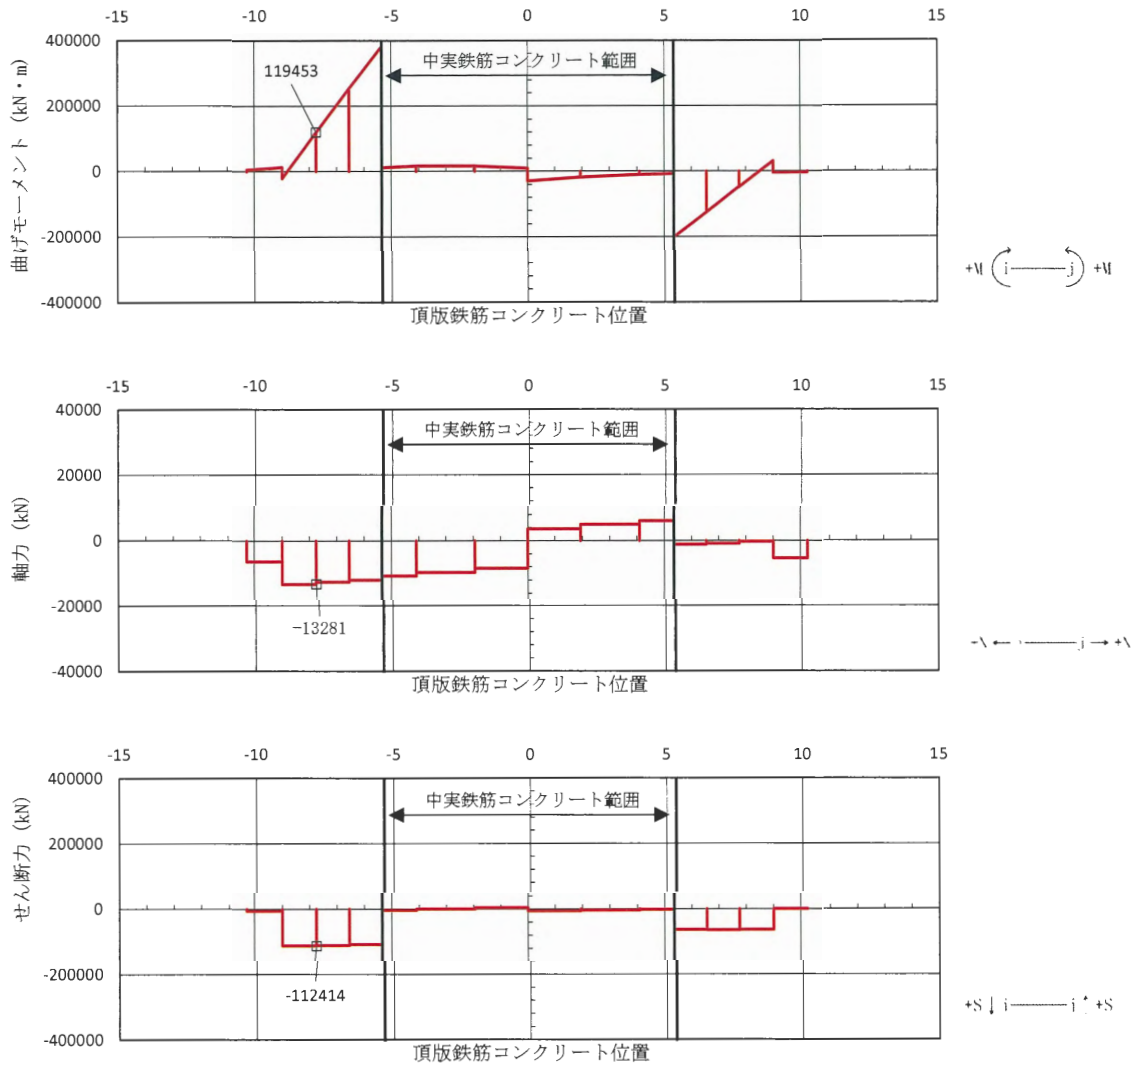 -15 -10 -5 0 5 10 15
400000
中実鉄筋コンクリート範囲
119453
200000
0
-200000
-400000
曲げモーメント (kN・m)
頂版鉄筋コンクリート位置
+M i j +M
-15 -10 -5 0 5 10 15
40000
中実鉄筋コンクリート範囲
20000
0
-20000
-13281
-40000
軸力 (kN)
頂版鉄筋コンクリート位置
j
-15 -10 -5 0 5 10 15
400000
中実鉄筋コンクリート範囲
200000
0
-200000
-112414
-400000
せん断力 (kN)
頂版鉄筋コンクリート位置
+S i j +S